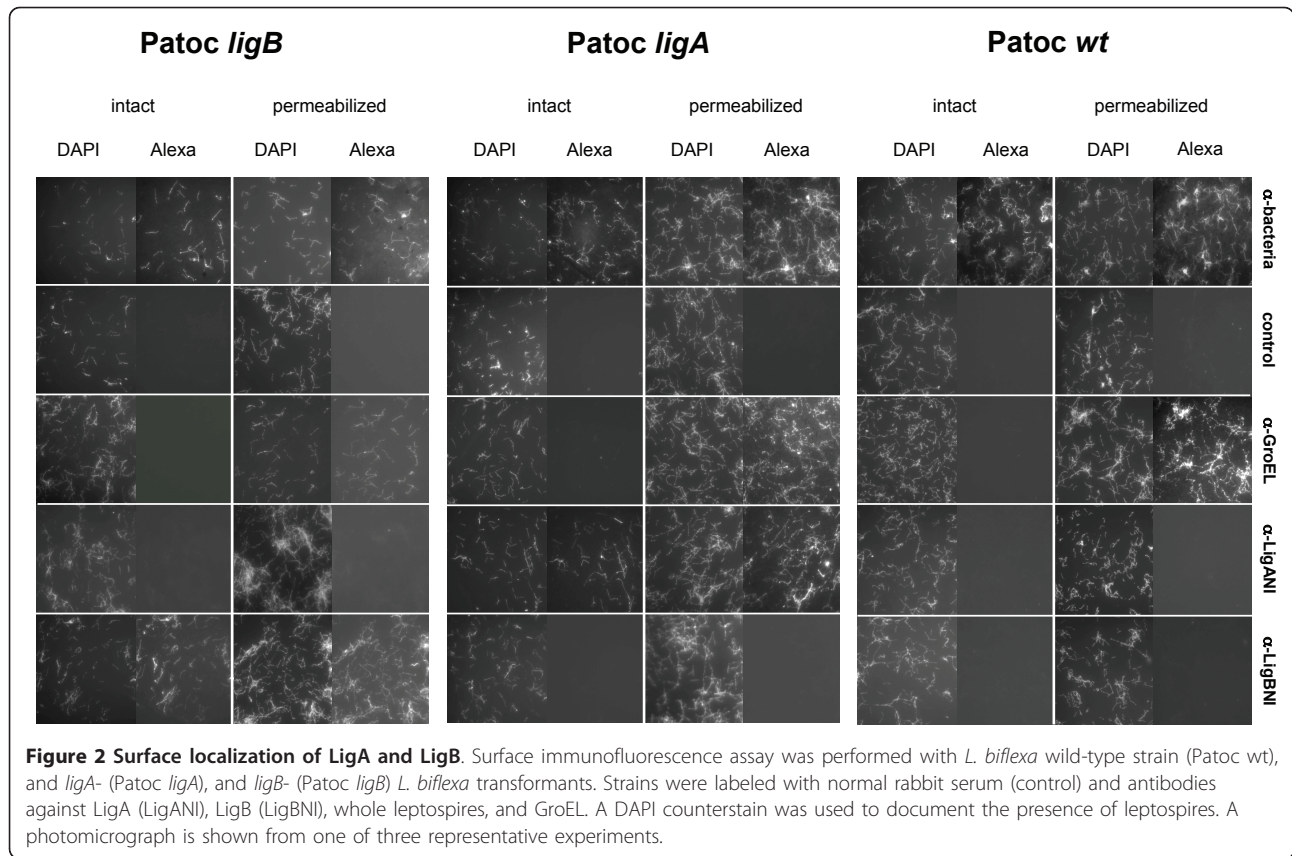 Patoc ligB Patoc ligA Patoc wt
intact permeabilized intact permeabilized intact permeabilized
DAPI Alexa DAPI Alexa DAPI Alexa DAPI Alexa DAPI Alexa DAPI Alexa
α-bacteria
control
α-GroEL
α-LigANI
α-LigBNI
Figure 2 Surface localization of LigA and LigB. Surface immunofluorescence assay was performed with L. biflexa wild-type strain (Patoc wt),
and ligA- (Patoc ligA), and ligB- (Patoc ligB) L. biflexa transformants. Strains were labeled with normal rabbit serum (control) and antibodies
against LigA (LigANI), LigB (LigBNI), whole leptospires, and GroEL. A DAPI counterstain was used to document the presence of leptospires. A
photomicrograph is shown from one of three representative experiments.